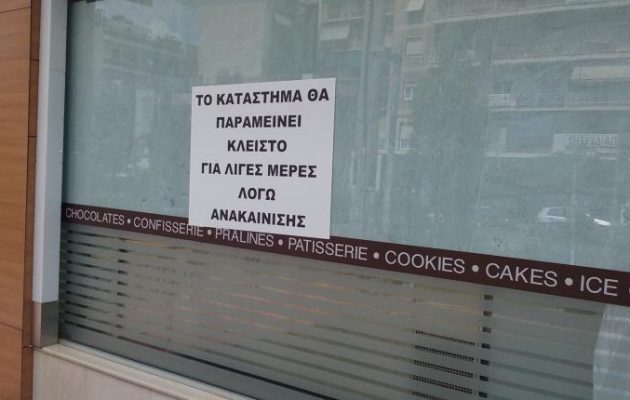 ΤΟ ΚΑΤΑΣΤΗΜΑ ΘΑ
ΠΑΡΑΜΕΙΝΕΙ
ΚΛΕΙΣΤΟ
ΓΙΑ ΛΙΓΕΣ ΜΕΡΕΣ
ΛΟΓΩ
ΑΝΑΚΑΙΝΙΣΗΣ
CHOCOLATES • CONFISSERIE • PRALINES • PATISSERIE • COOKIES • CAKES • ICE